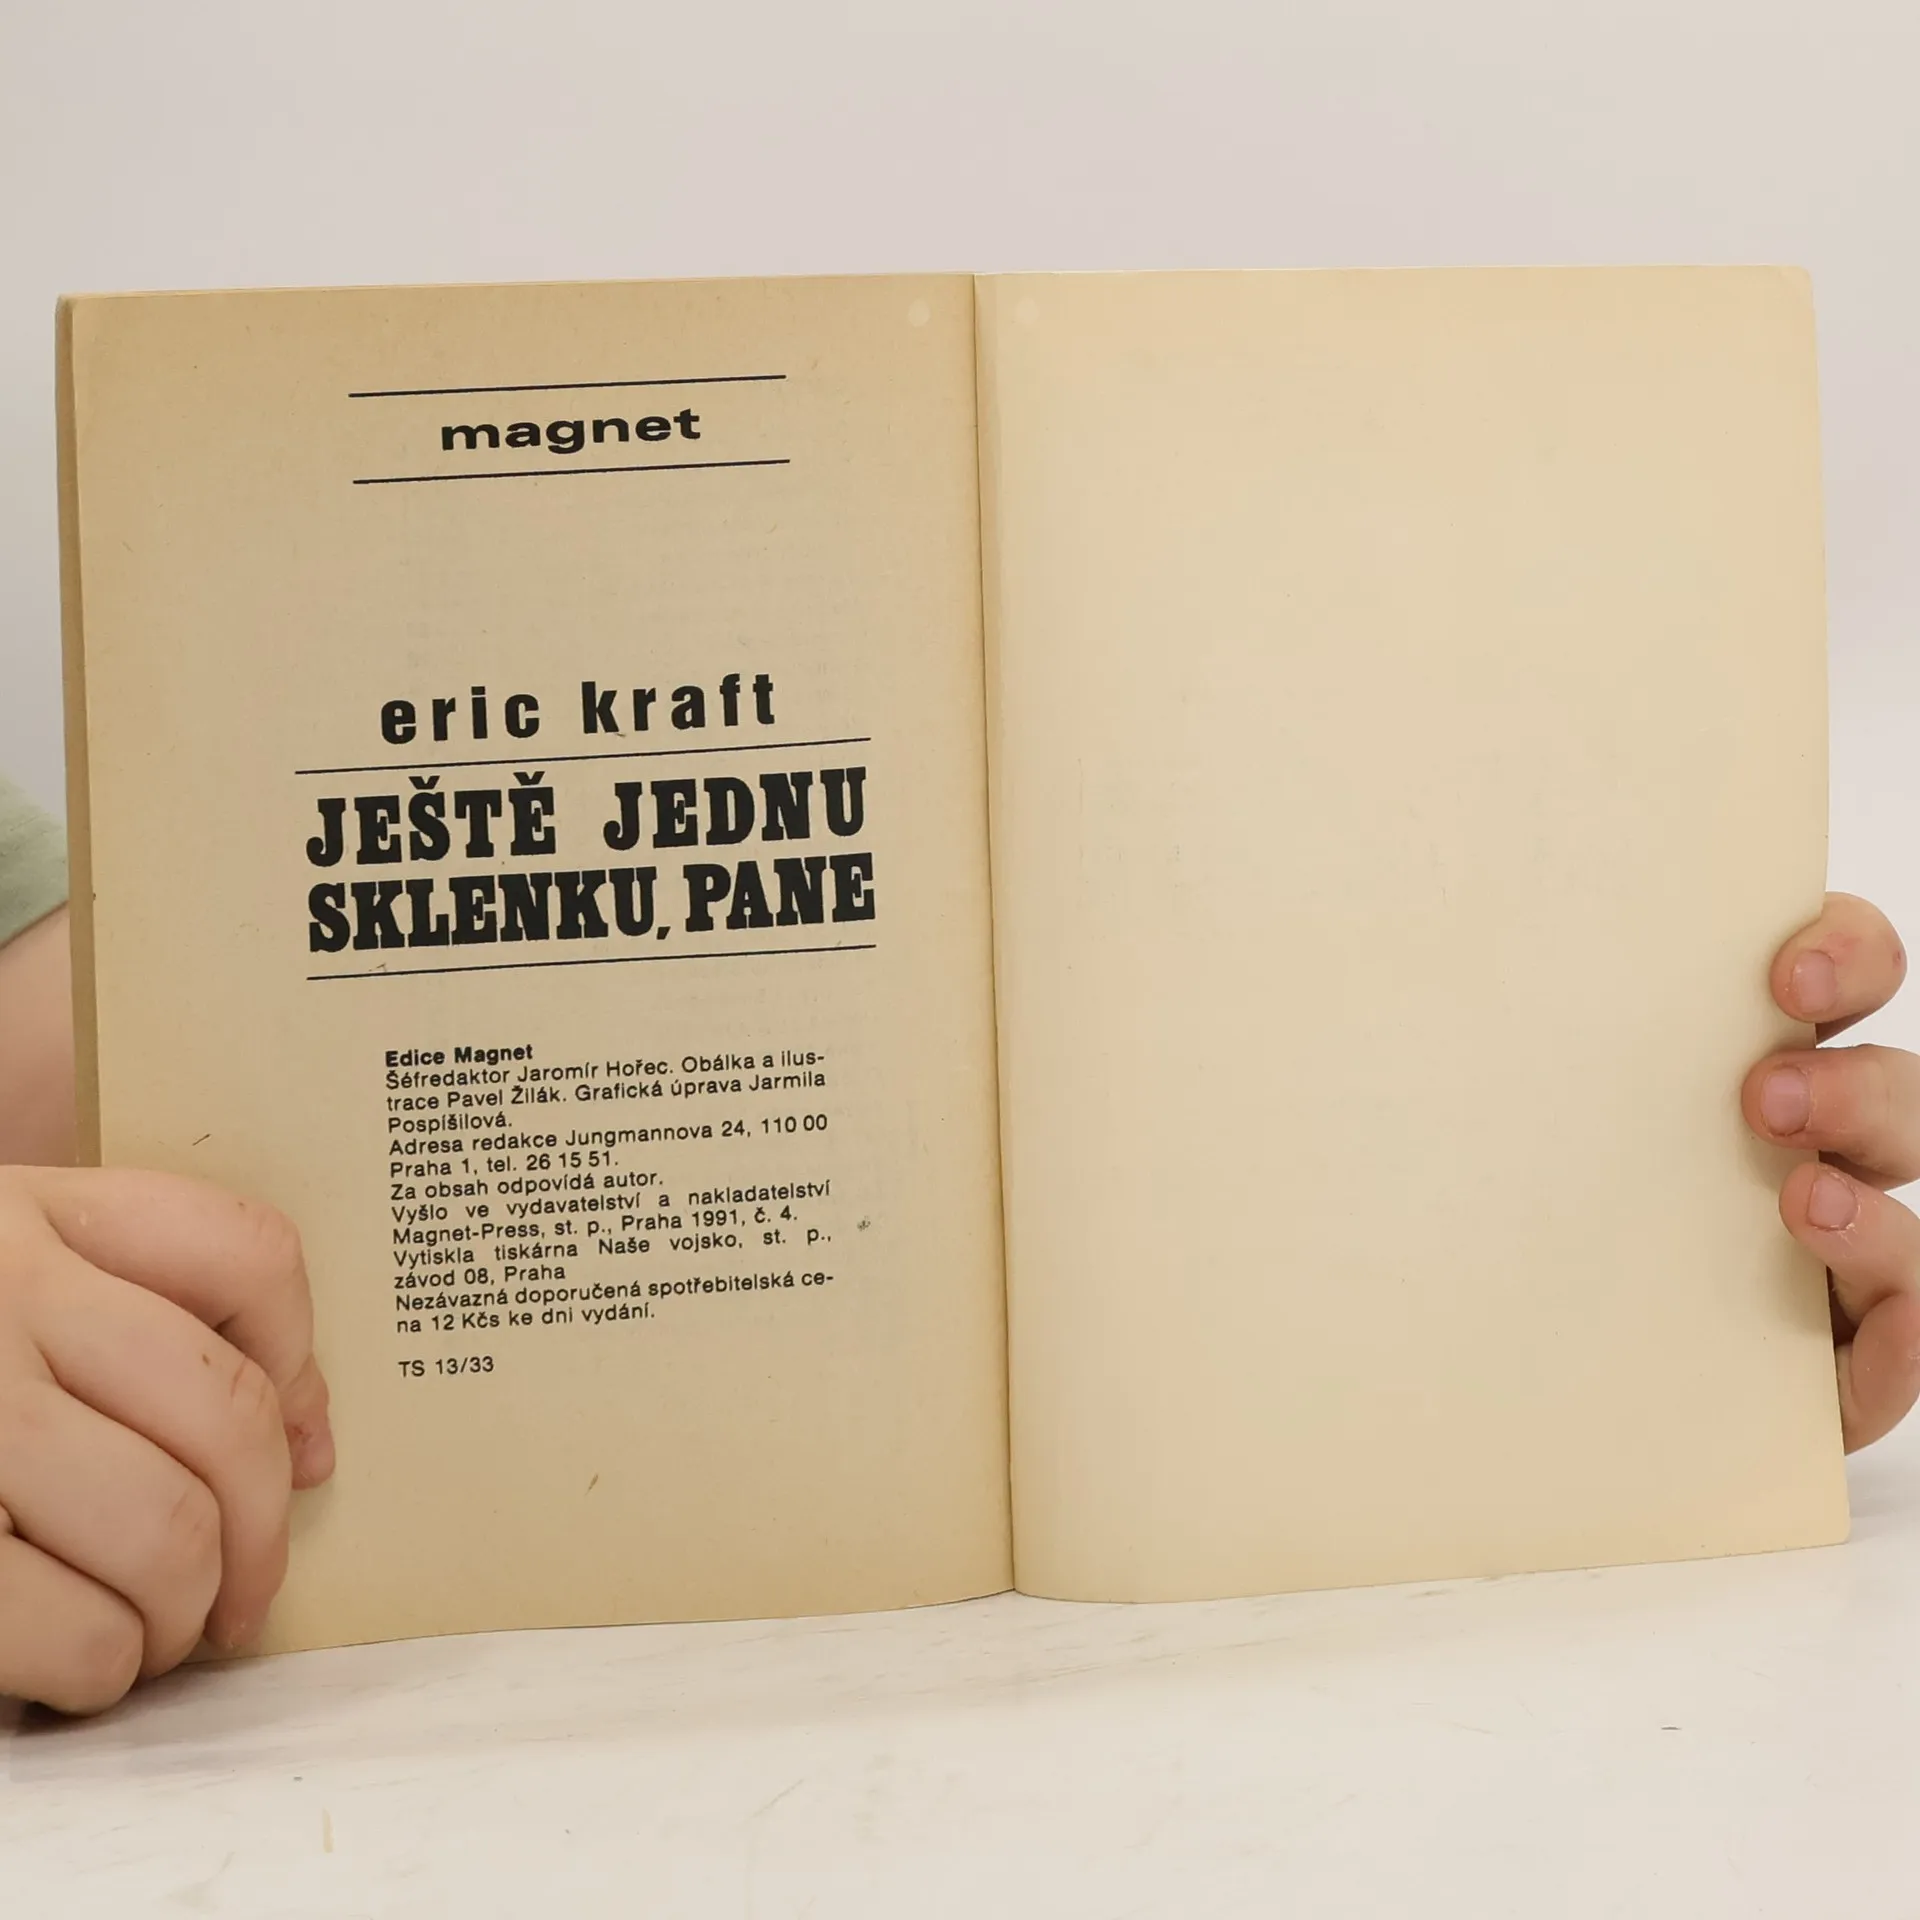 magnet
eric kraft
JEŠTĚ JEDNU
SKLENKU, PANE
Edice Magnet
Šéfredaktor Jaromír Hořec. Obálka a ilus-
trace Pavel Žilák. Grafická úprava Jarmila
Pospíšilová.
Adresa redakce Jungmannova 24, 110 00
Praha 1, tel. 26 15 51.
Za obsah odpovídá autor.
Vyšlo ve vydavatelství a nakladatelství
Magnet-Press, st. p., Praha 1991, č. 4.
Vytiskla tiskárna Naše vojsko, st. p.,
závod 08, Praha
Nezávazná doporučená spotřebitelská ce-
na 12 Kčs ke dni vydání.
TS 13/33